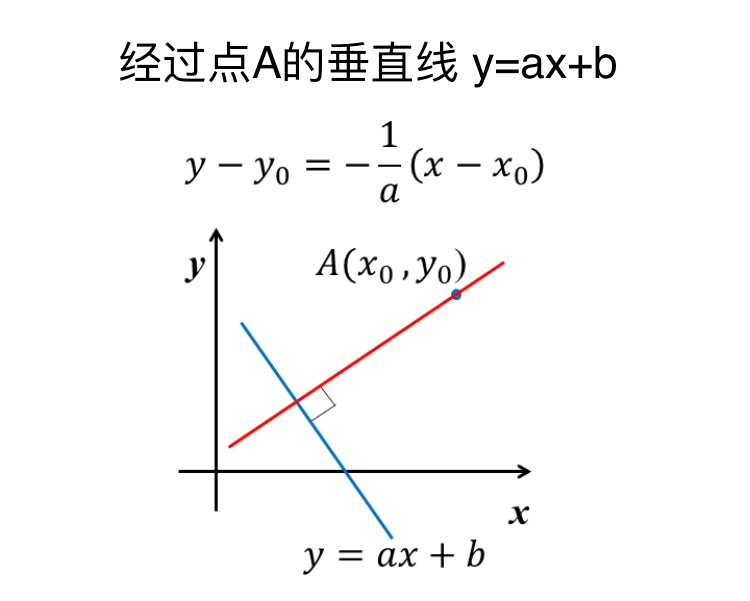 经过点A的垂直线 y=ax+b
y − y₀ = −1/a (x − x₀)
y
A(x₀ , y₀)
x
y = ax + b